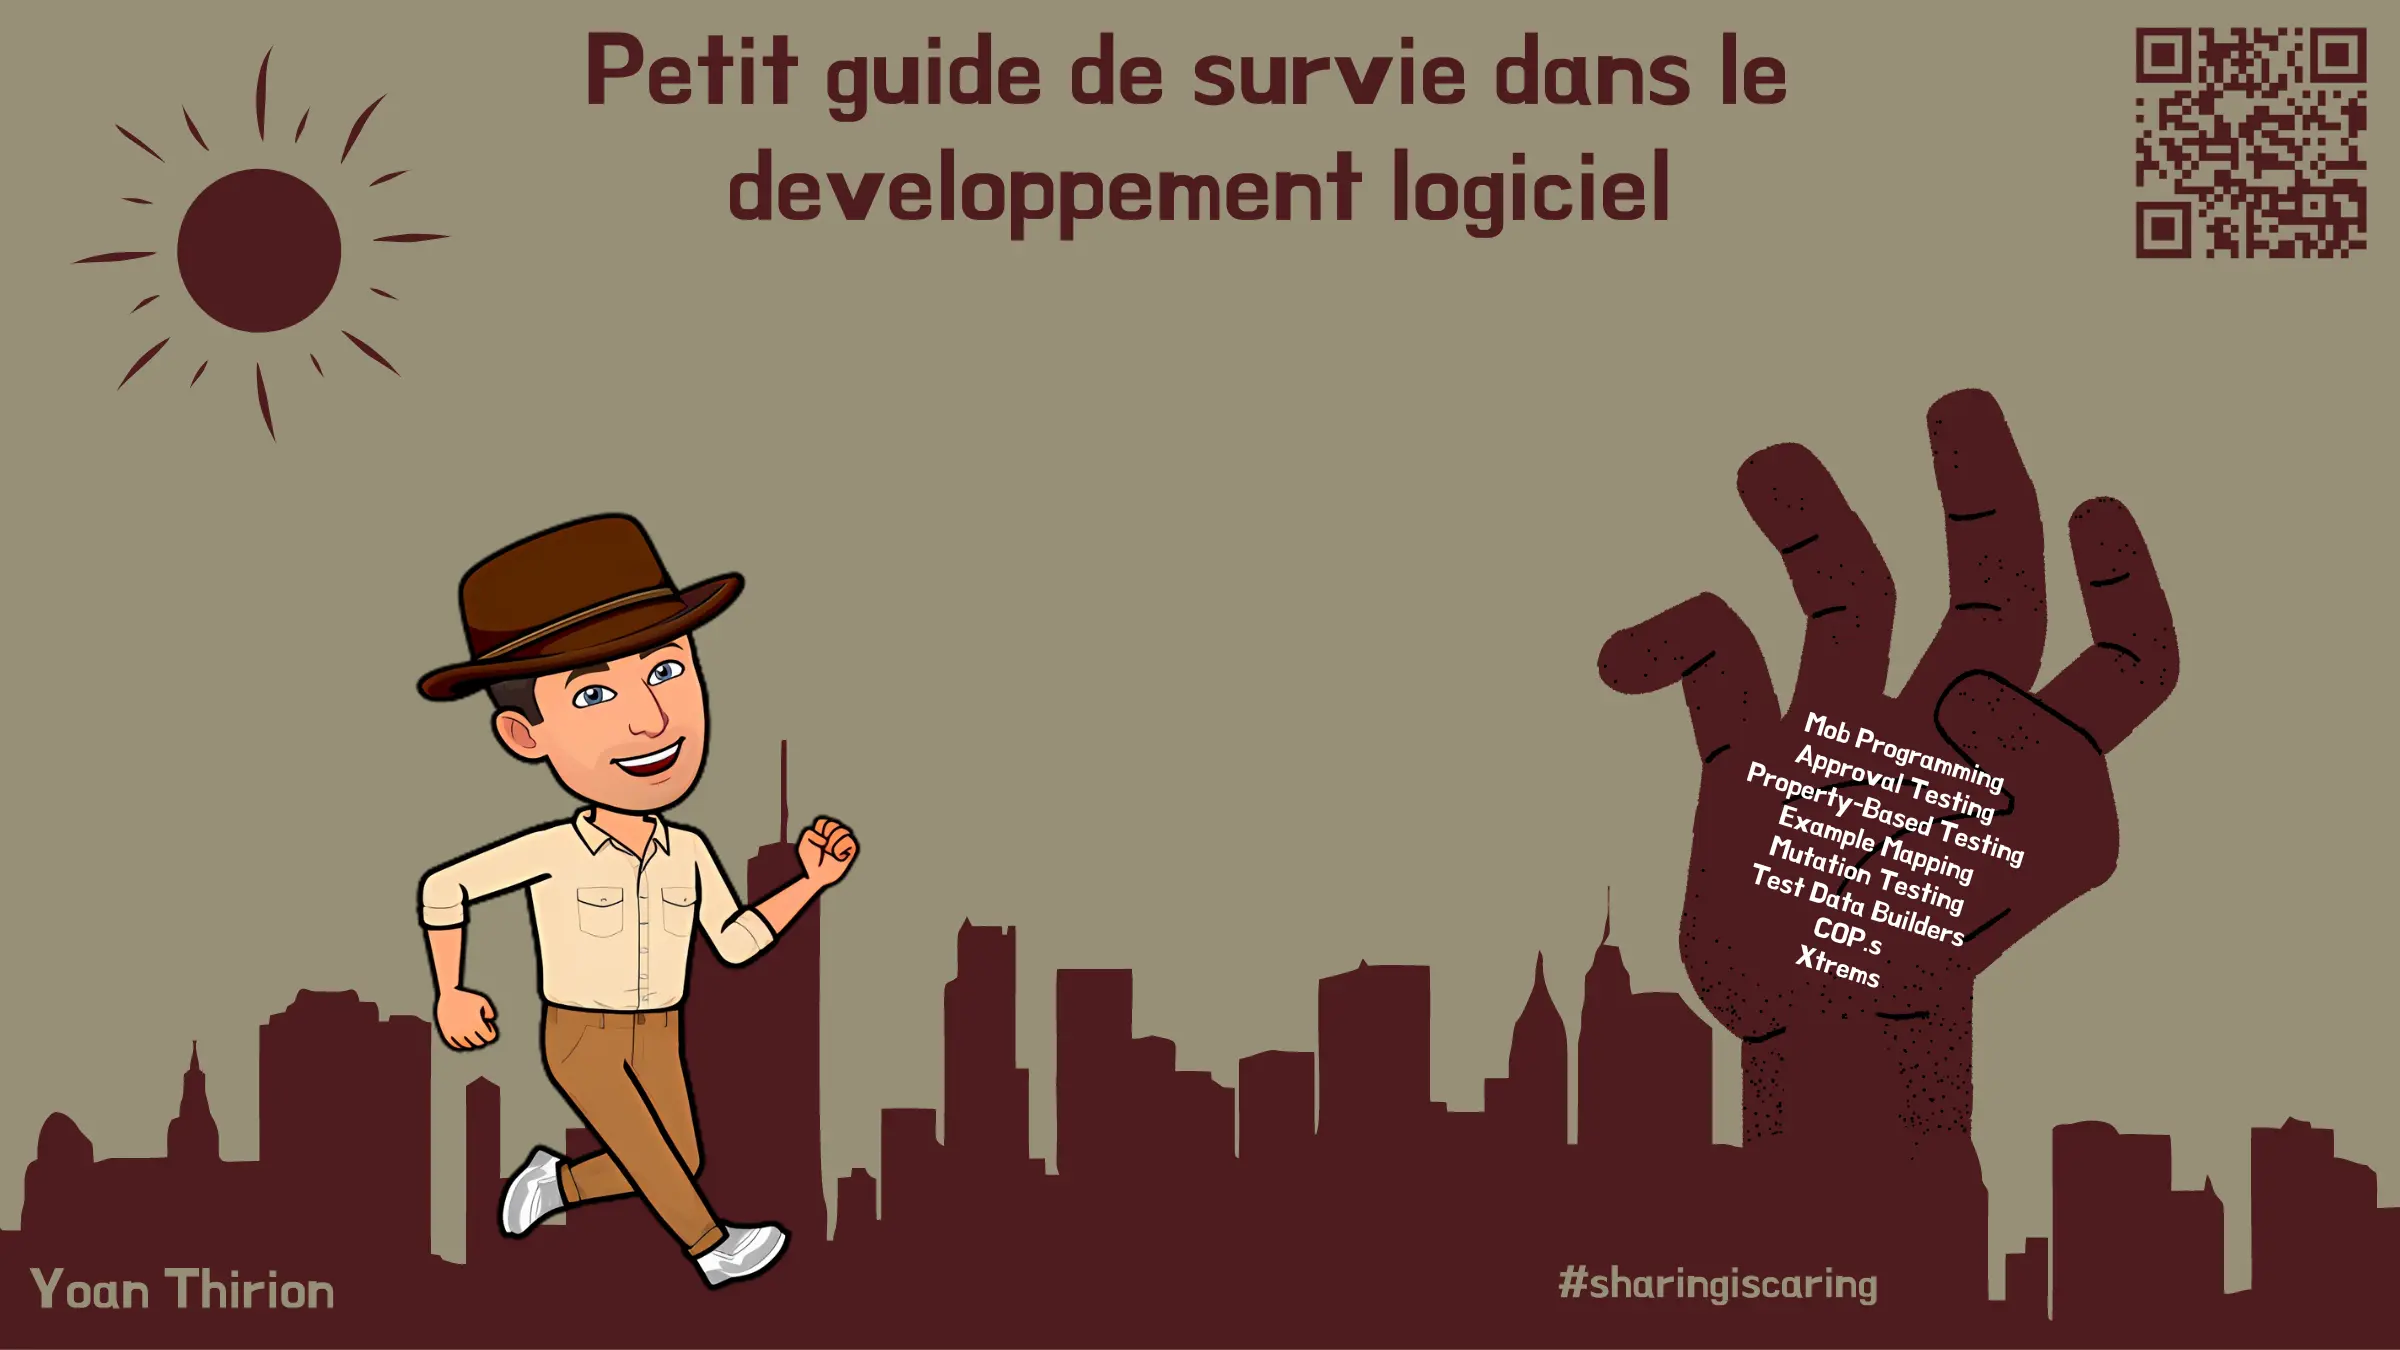 Petit guide de survie dans le
developpement logiciel
Mob Programming
Approval Testing
Property-Based Testing
Example Mapping
Mutation Testing
Test Data Builders
COP.s
Xtrems
Yoan Thirion
#sharingiscaring